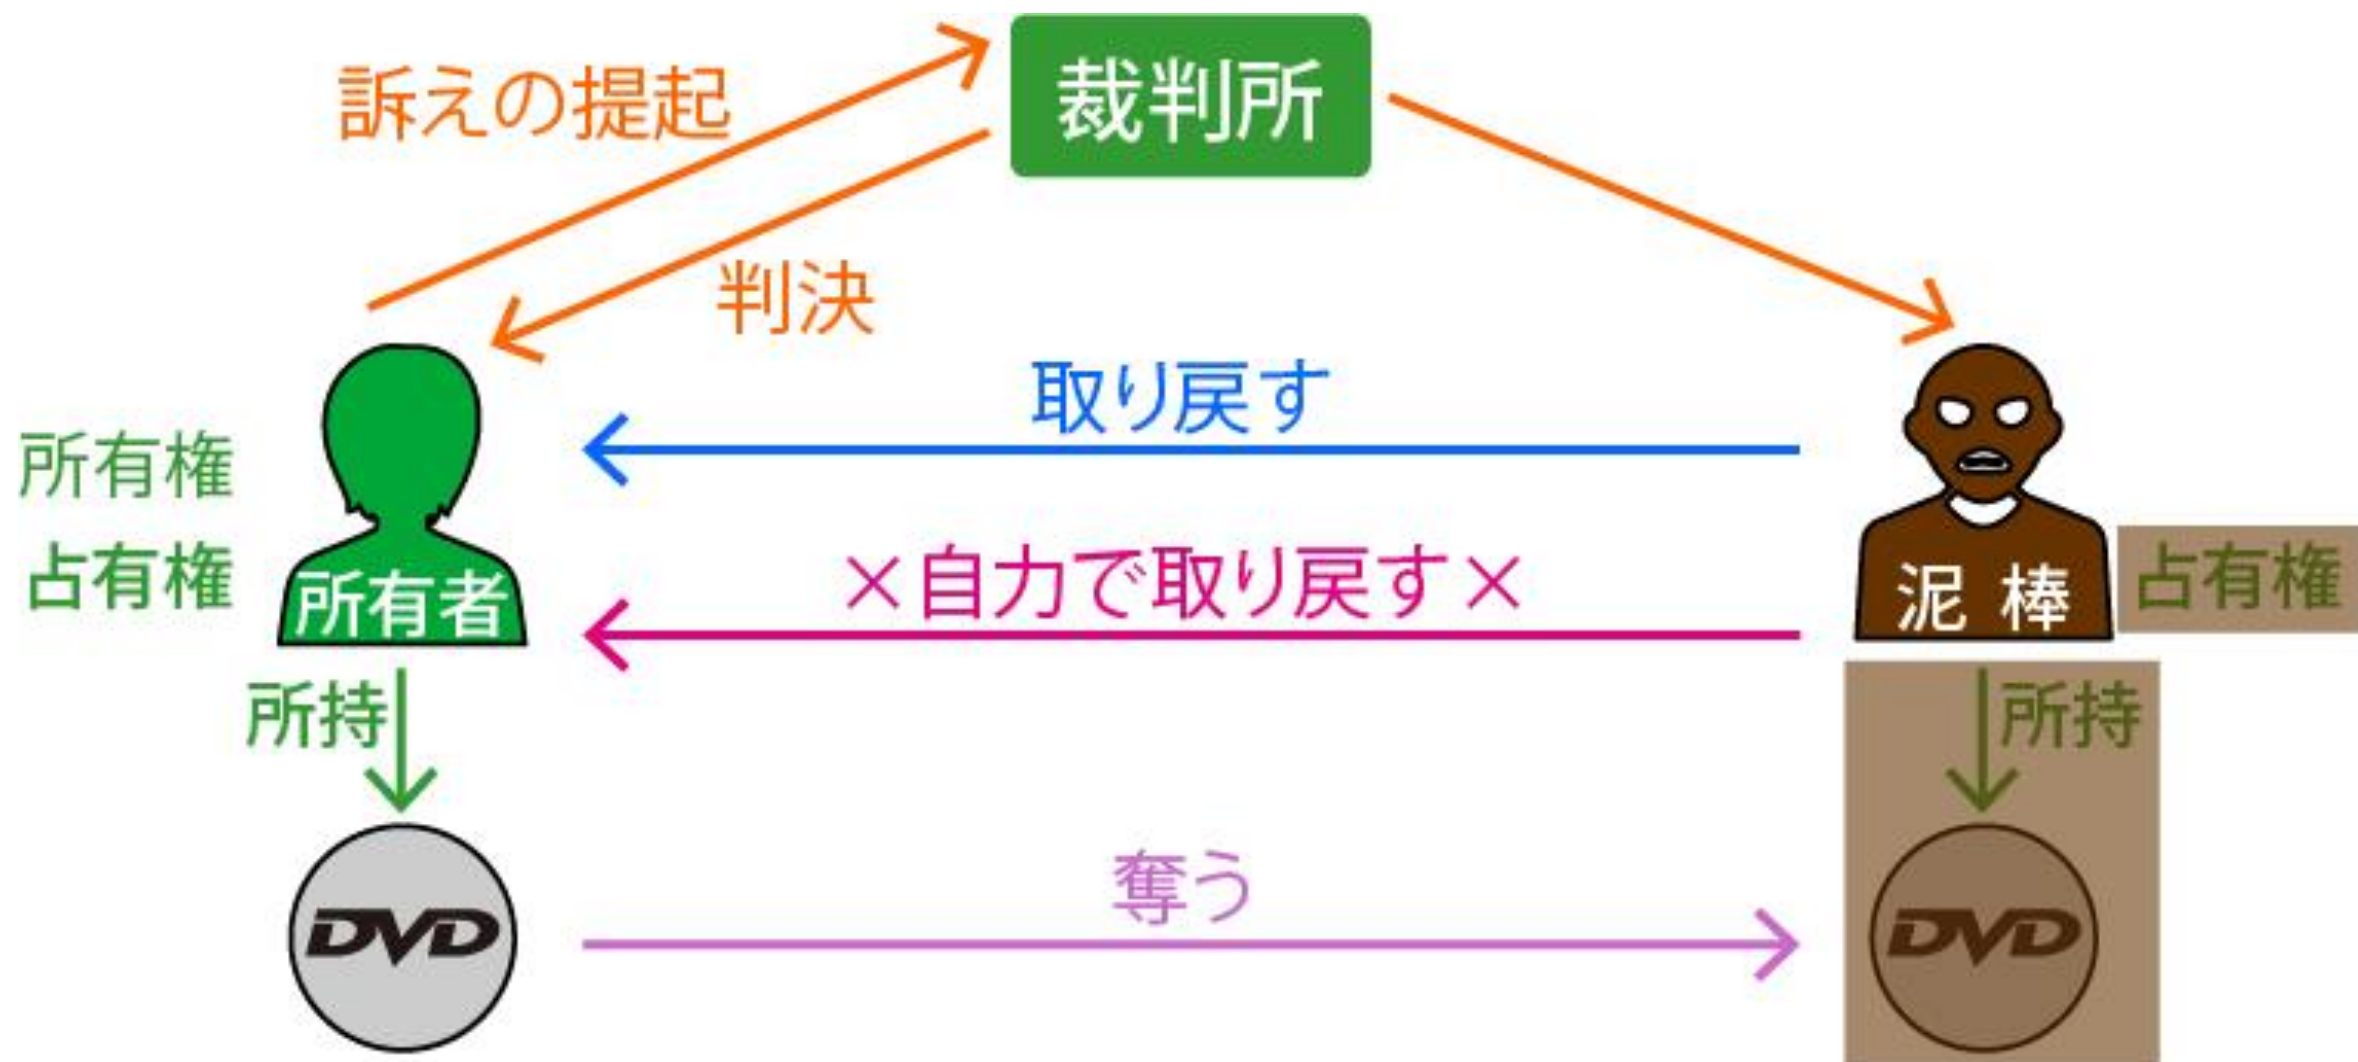 裁判所
訴えの提起
判決
取り戻す
所有権
占有権
所有者
×自力で取り戻す×
泥棒
占有権
所持
所持
奪う
DVD
DVD